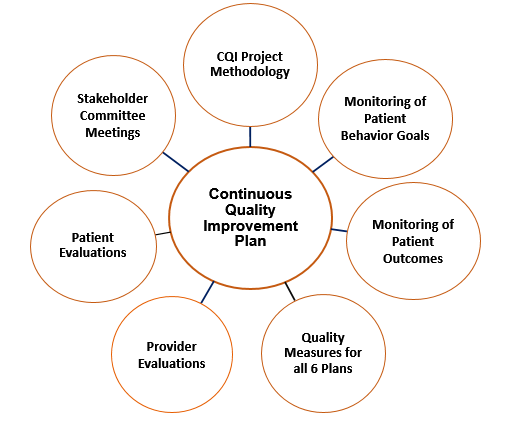 CQI Project
Methodology
Monitoring of
Patient
Behavior Goals
Monitoring of
Patient
Outcomes
Quality
Measures for
all 6 Plans
Provider
Evaluations
Patient
Evaluations
Stakeholder
Committee
Meetings
Continuous
Quality
Improvement
Plan